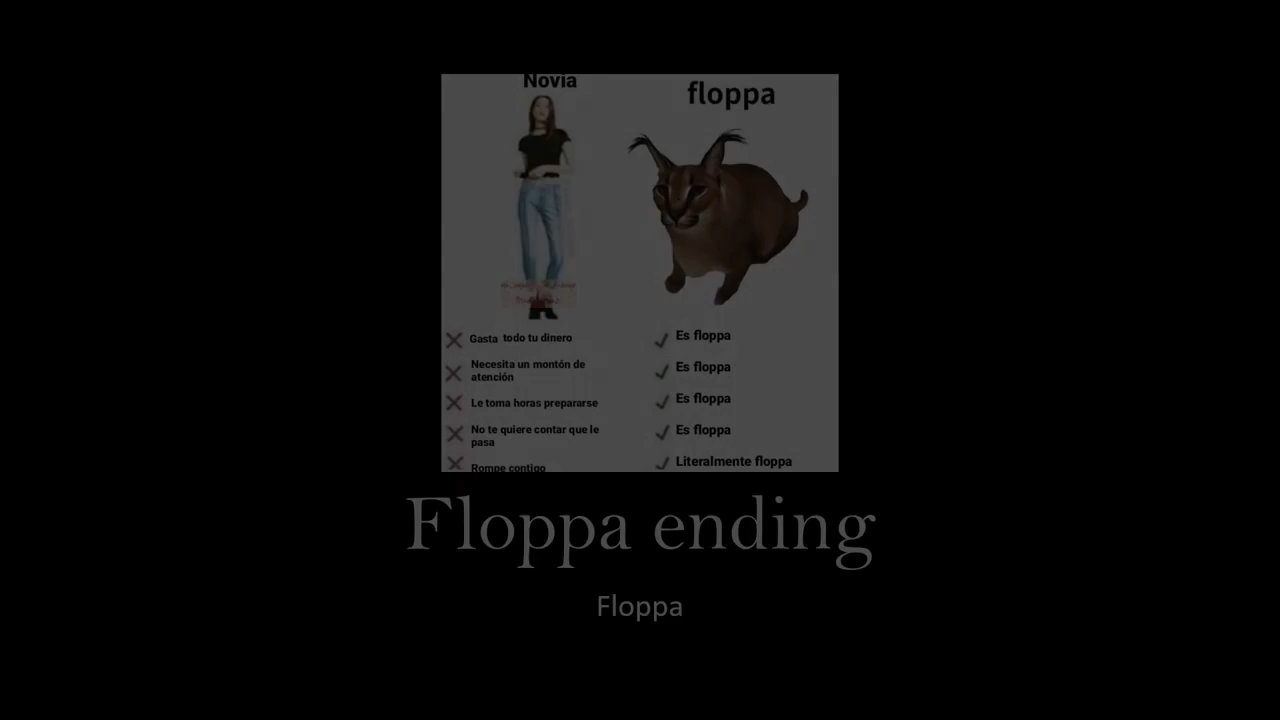 Novia
floppa
Gasta todo tu dinero
Necesita un montón de
atención
Le toma horas prepararse
No te quiere contar que le
pasa
Rompe contigo
Es floppa
Es floppa
Es floppa
Es floppa
Literalmente floppa
Floppa ending
Floppa